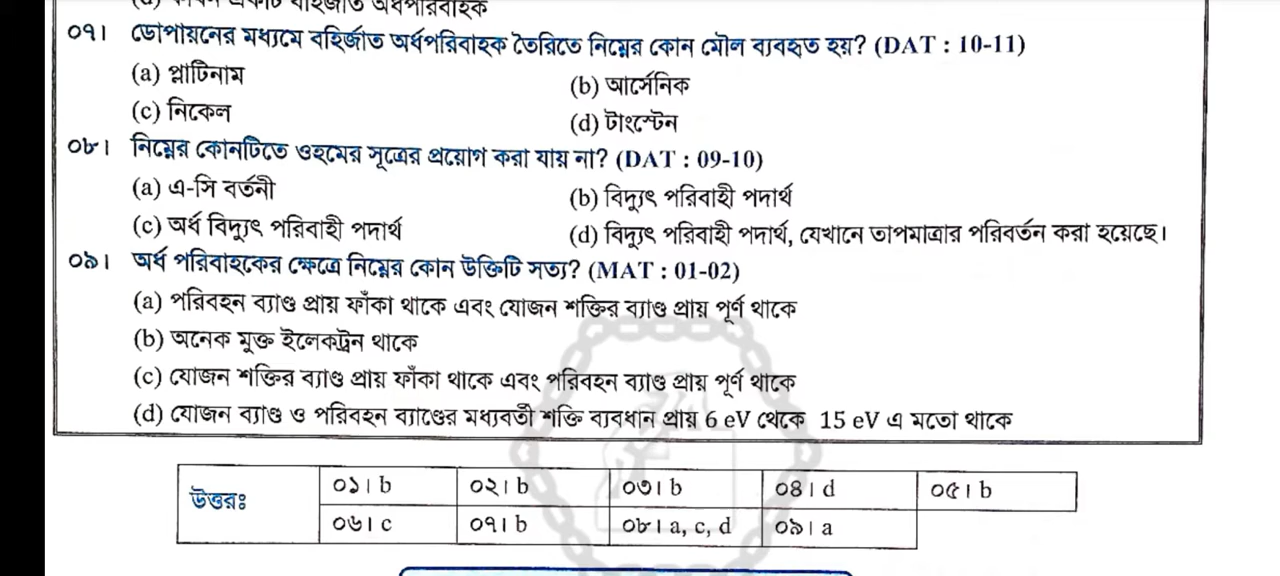 ০৭। ডোপায়নের মধ্যমে বহির্জাত অর্ধপরিবাহক তৈরিতে নিম্নের কোন মৌল ব্যবহৃত হয়? (DAT : 10-11)
(a) প্লাটিনাম
(b) আর্সেনিক
(c) নিকেল
(d) টাংস্টেন
০৮। নিম্নের কোনটিতে ওহমের সূত্রের প্রয়োগ করা যায় না? (DAT : 09-10)
(a) এ-সি বর্তনী
(b) বিদ্যুৎ পরিবাহী পদার্থ
(c) অর্ধ বিদ্যুৎ পরিবাহী পদার্থ
(d) বিদ্যুৎ পরিবাহী পদার্থ, যেখানে তাপমাত্রার পরিবর্তন করা হয়েছে।
০৯। অর্ধ পরিবাহকের ক্ষেত্রে নিম্নের কোন উক্তিটি সত্য? (MAT : 01-02)
(a) পরিবহন ব্যাণ্ড প্রায় ফাঁকা থাকে এবং যোজন শক্তির ব্যাণ্ড প্রায় পূর্ণ থাকে
(b) অনেক মুক্ত ইলেকট্রন থাকে
(c) যোজন শক্তির ব্যাণ্ড প্রায় ফাঁকা থাকে এবং পরিবহন ব্যাণ্ড প্রায় পূর্ণ থাকে
(d) যোজন ব্যাণ্ড ও পরিবহন ব্যাণ্ডের মধ্যবর্তী শক্তি ব্যবধান প্রায় 6 eV থেকে 15 eV এ মতো থাকে
উত্তরঃ
০১। b ০২। b ০৩। b ০৪। d ০৫। b
০৬। c ০৭। b ০৮। a, c, d ০৯। a